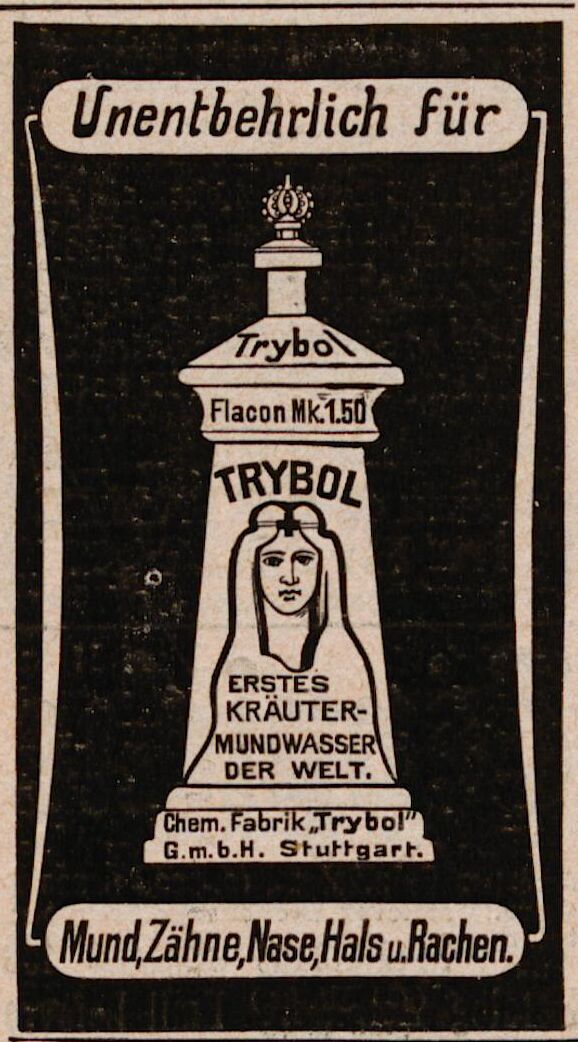 Unentbehrlich für
Trybol
Flacon Mk.1.50
TRYBOL
ERSTES
KRÄUTER-
MUNDWASSER
DER WELT.
Chem. Fabrik „Trybol"
G.m.b.H. Stuttgart.
Mund, Zähne, Nase, Hals u. Rachen.